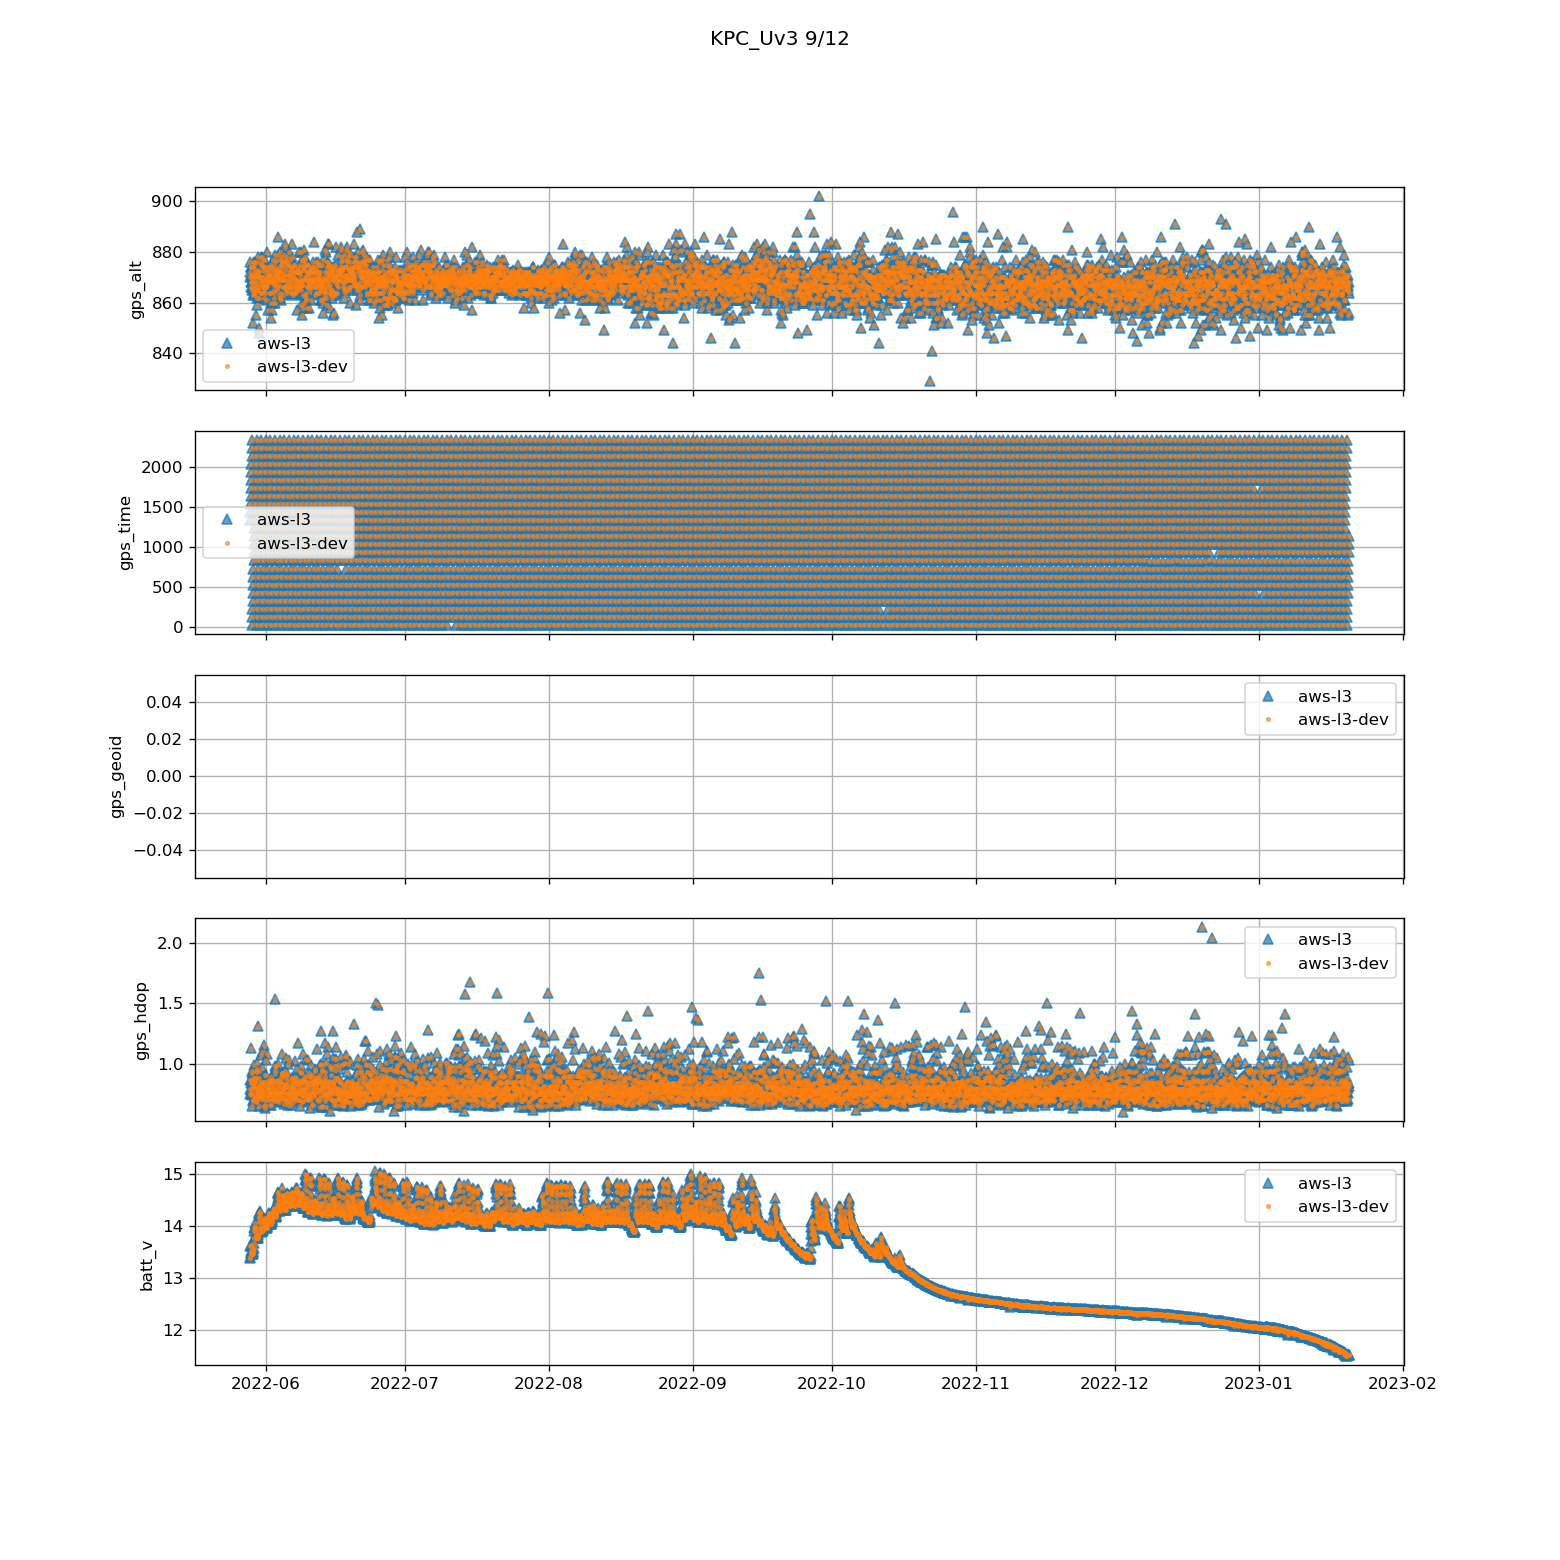 KPC_Uv3 9/12
900
880
860
840
gps_alt
aws-l3
aws-l3-dev
2000
1500
1000
500
0
gps_time
aws-l3
aws-l3-dev
0.04
0.02
0.00
−0.02
−0.04
gps_geoid
aws-l3
aws-l3-dev
2.0
1.5
1.0
gps_hdop
aws-l3
aws-l3-dev
15
14
13
12
batt_v
aws-l3
aws-l3-dev
2022-06 2022-07 2022-08 2022-09 2022-10 2022-11 2022-12 2023-01 2023-02